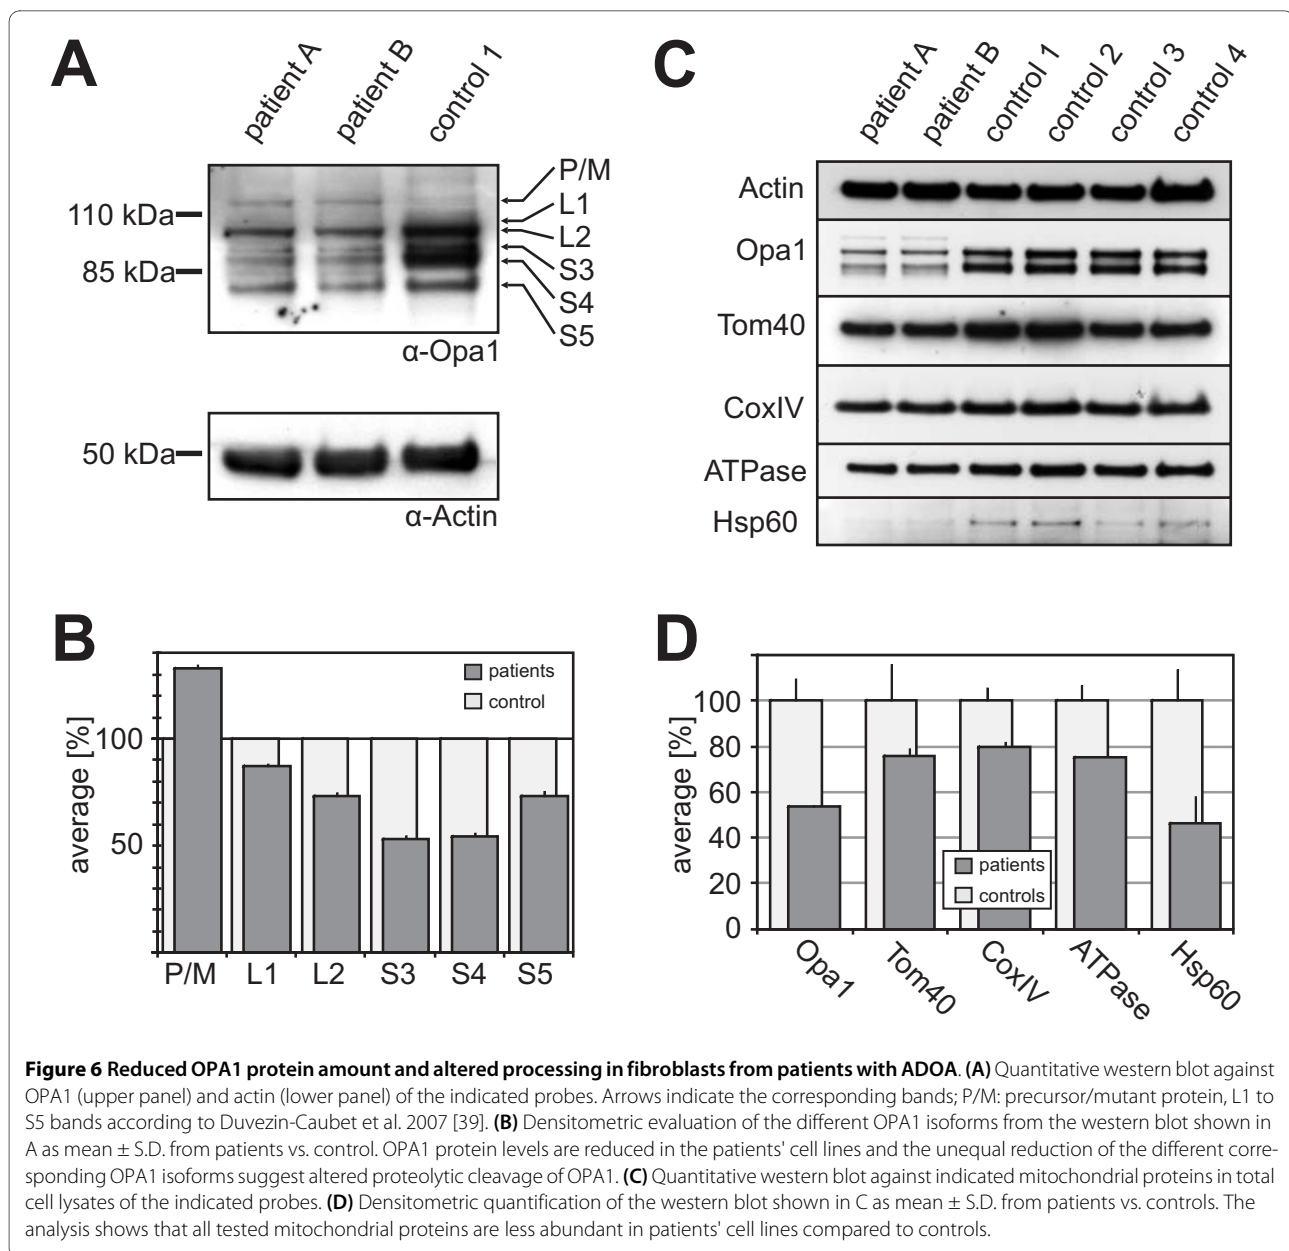 A
patient A
patient B
control 1
110 kDa
85 kDa
P/M
L1
L2
S3
S4
S5
α-Opa1
50 kDa
α-Actin
C
patient A
patient B
control 1
control 2
control 3
control 4
Actin
Opa1
Tom40
CoxIV
ATPase
Hsp60
B
average [%]
100
50
patients
control
P/M L1 L2 S3 S4 S5
D
average [%]
100
80
60
40
20
0
patients
controls
Opa1
Tom40
CoxIV
ATPase
Hsp60
Figure 6 Reduced OPA1 protein amount and altered processing in fibroblasts from patients with ADOA. (A) Quantitative western blot against
OPA1 (upper panel) and actin (lower panel) of the indicated probes. Arrows indicate the corresponding bands; P/M: precursor/mutant protein, L1 to
S5 bands according to Duvezin-Caubet et al. 2007 [39]. (B) Densitometric evaluation of the different OPA1 isoforms from the western blot shown in
A as mean ± S.D. from patients vs. control. OPA1 protein levels are reduced in the patients' cell lines and the unequal reduction of the different corre-
sponding OPA1 isoforms suggest altered proteolytic cleavage of OPA1. (C) Quantitative western blot against indicated mitochondrial proteins in total
cell lysates of the indicated probes. (D) Densitometric quantification of the western blot shown in C as mean ± S.D. from patients vs. controls. The
analysis shows that all tested mitochondrial proteins are less abundant in patients' cell lines compared to controls.